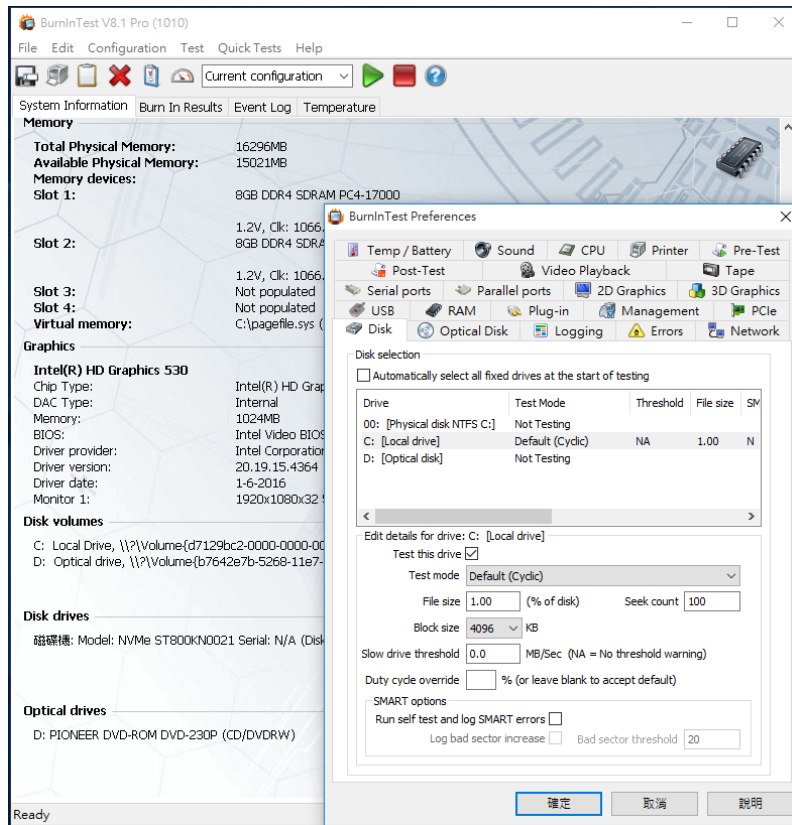 BurnInTest V8.1 Pro (1010)
File Edit Configuration Test Quick Tests Help
Current configuration
System Information Burn In Results Event Log Temperature
Memory
Total Physical Memory: 16296MB
Available Physical Memory: 15021MB
Memory devices:
Slot 1: 8GB DDR4 SDRAM PC4-17000
1.2V, Clk: 1066.
Slot 2: 8GB DDR4 SDRA
1.2V, Clk: 1066.
Slot 3: Not populated
Slot 4: Not populated
Virtual memory: C:\pagefile.sys (
Graphics
Intel(R) HD Graphics 530
Chip Type: Intel(R) HD Grap
DAC Type: Internal
Memory: 1024MB
BIOS: Intel Video BIOS
Driver provider: Intel Corporation
Driver version: 20.19.15.4364
Driver date: 1-6-2016
Monitor 1: 1920x1080x32
Disk volumes
C: Local Drive, \\?\Volume{d7129bc2-0000-0000-00
D: Optical drive, \\?\Volume{b7642e7b-5268-11e7-
Disk drives
磁碟機: Model: NVMe ST800KN0021 Serial: N/A (Disk
Optical drives
D: PIONEER DVD-ROM DVD-230P (CD/DVDRW)
Ready
BurnInTest Preferences
Temp / Battery Sound CPU Printer Pre-Test
Post-Test Video Playback Tape
Serial ports Parallel ports 2D Graphics 3D Graphics
USB RAM Plug-in Management PCIe
Disk Optical Disk Logging Errors Network
Disk selection
Automatically select all fixed drives at the start of testing
Drive Test Mode Threshold File size SM
00: [Physical disk NTFS C:] Not Testing
C: [Local drive] Default (Cyclic) NA 1.00 N
D: [Optical disk] Not Testing
Edit details for drive: C: [Local drive]
Test this drive
Test mode Default (Cyclic)
File size 1.00 (% of disk) Seek count 100
Block size 4096 KB
Slow drive threshold 0.0 MB/Sec (NA = No threshold warning)
Duty cycle override % (or leave blank to accept default)
SMART options
Run self test and log SMART errors
Log bad sector increase Bad sector threshold 20
確定 取消 說明